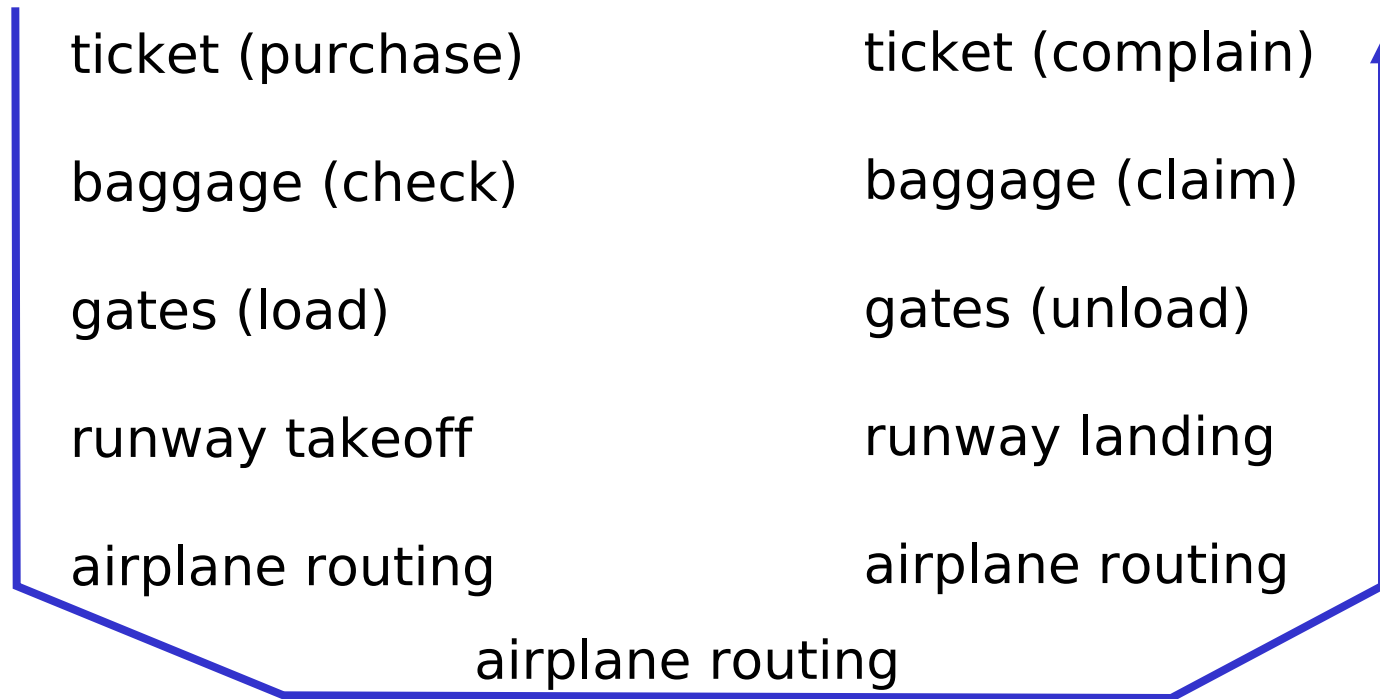 ticket (purchase)
baggage (check)
gates (load)
runway takeoff
airplane routing
ticket (complain)
baggage (claim)
gates (unload)
runway landing
airplane routing
airplane routing